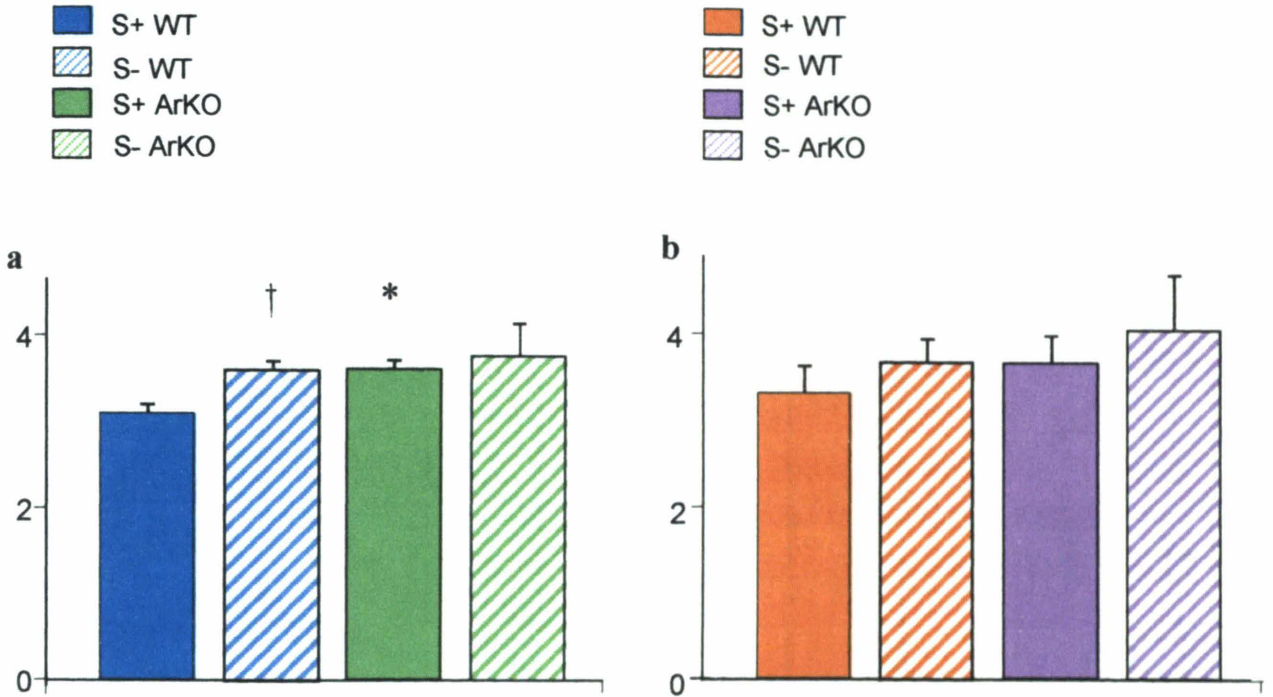 S+ WT
S- WT
S+ ArKO
S- ArKO
S+ WT
S- WT
S+ ArKO
S- ArKO
a
†
*
4
2
0
b
4
2
0